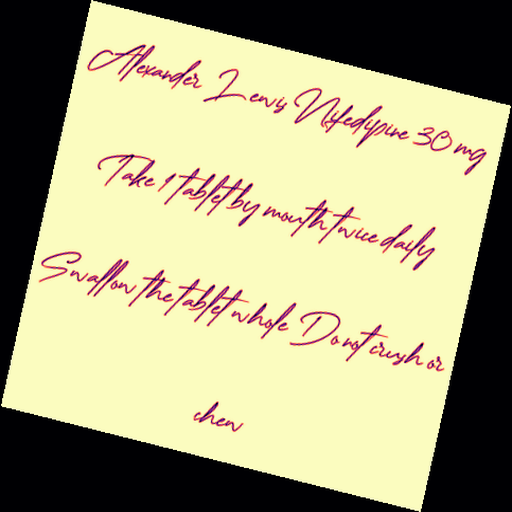 Alexander Lewis Nifedipine 30 mg
Take 1 tablet by mouth twice daily
Swallow the tablet whole Do not crush or
chew